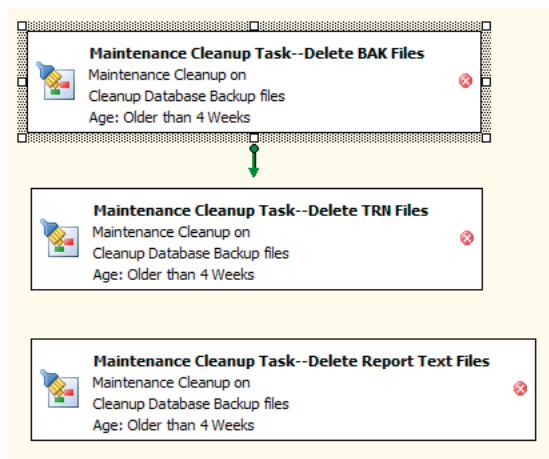 Maintenance Cleanup Task--Delete BAK Files
Maintenance Cleanup on
Cleanup Database Backup files
Age: Older than 4 Weeks
Maintenance Cleanup Task--Delete TRN Files
Maintenance Cleanup on
Cleanup Database Backup files
Age: Older than 4 Weeks
Maintenance Cleanup Task--Delete Report Text Files
Maintenance Cleanup on
Cleanup Database Backup files
Age: Older than 4 Weeks